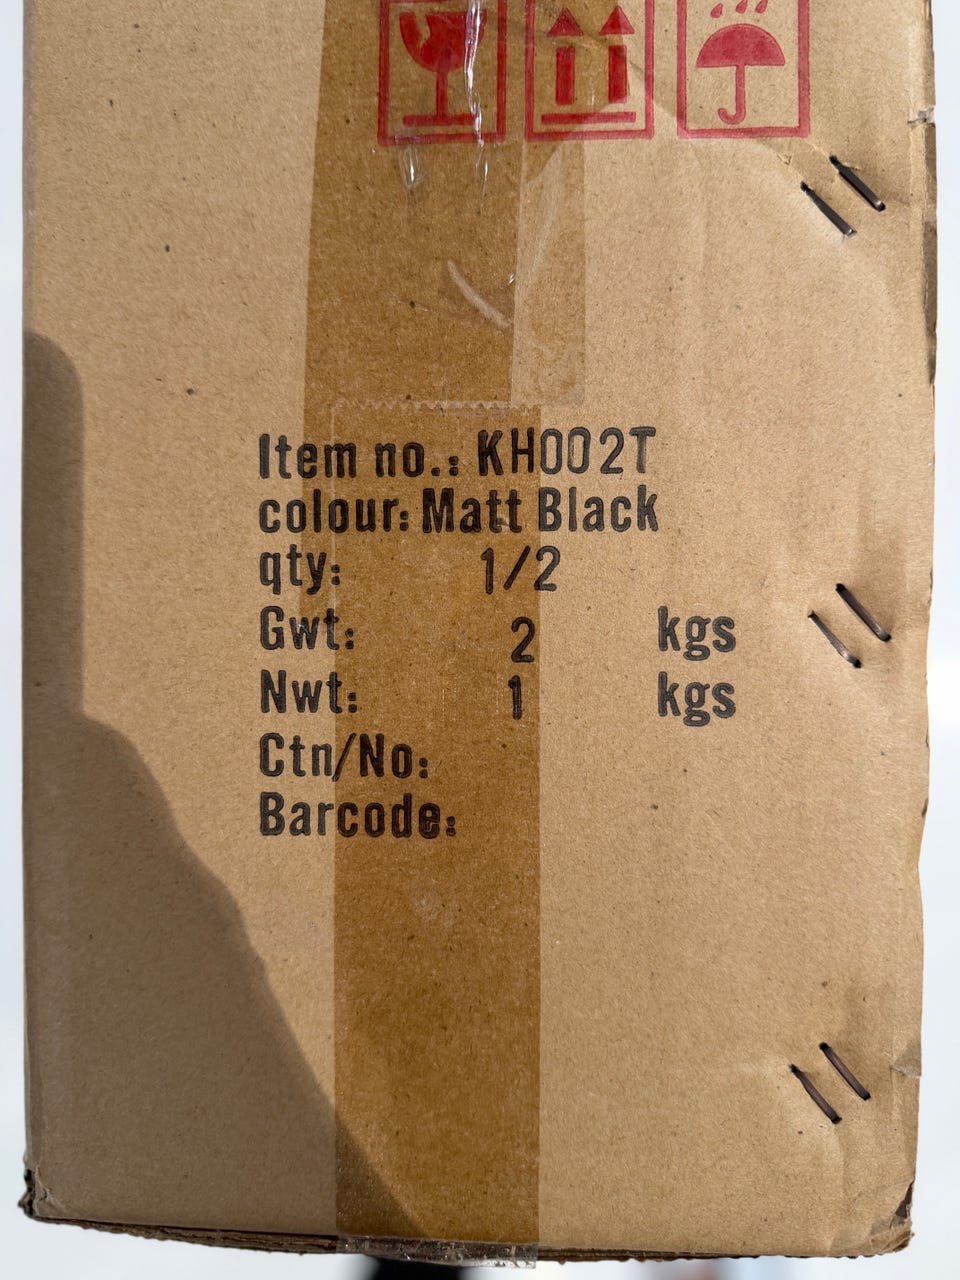 Item no.: KH002T
colour: Matt Black
qty: 1/2
Gwt: 2 kgs
Nwt: 1 kgs
Ctn/No:
Barcode: